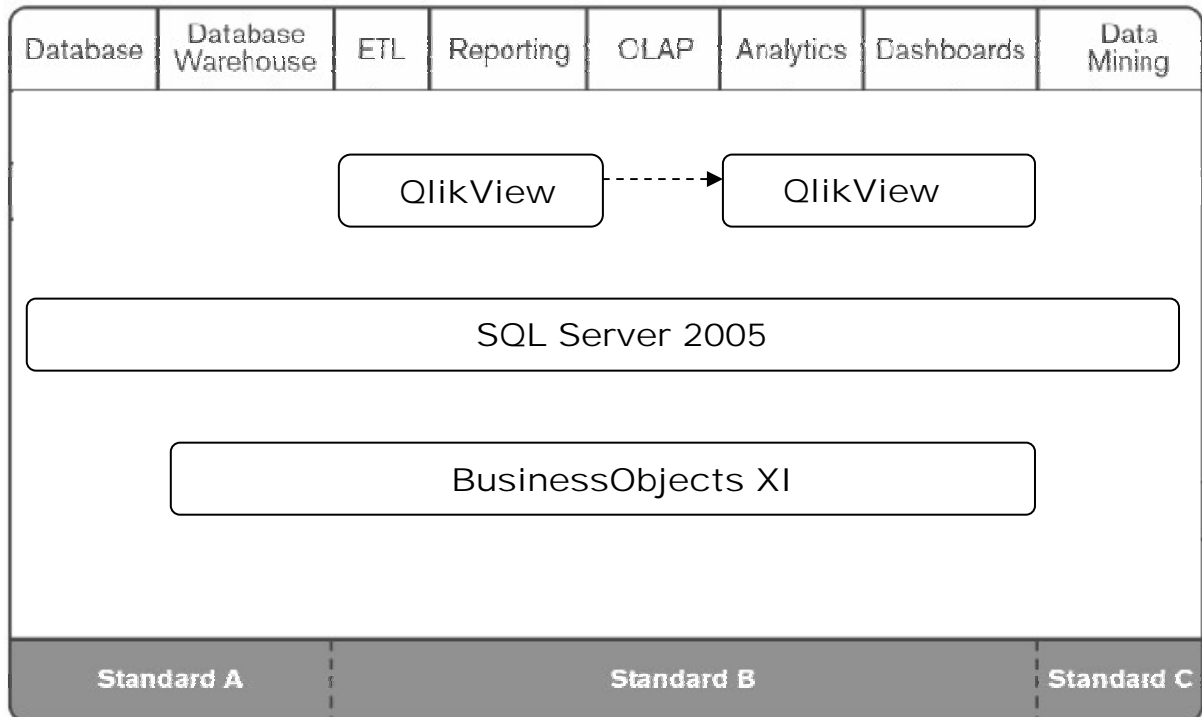 Database
Database
Warehouse
ETL
Reporting
OLAP
Analytics
Dashboards
Data
Mining
QlikView
QlikView
SQL Server 2005
BusinessObjects XI
Standard A
Standard B
Standard C